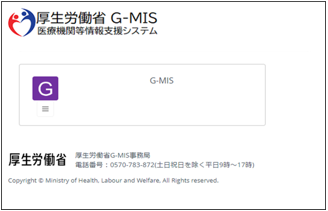 厚生労働省 G-MIS
医療機関等情報支援システム
G
G-MIS
厚生労働省
厚生労働省G-MIS事務局
電話番号：0570-783-872(土日祝日を除く平日9時～17時)
Copyright © Ministry of Health, Labour and Welfare, All Rights reserved.